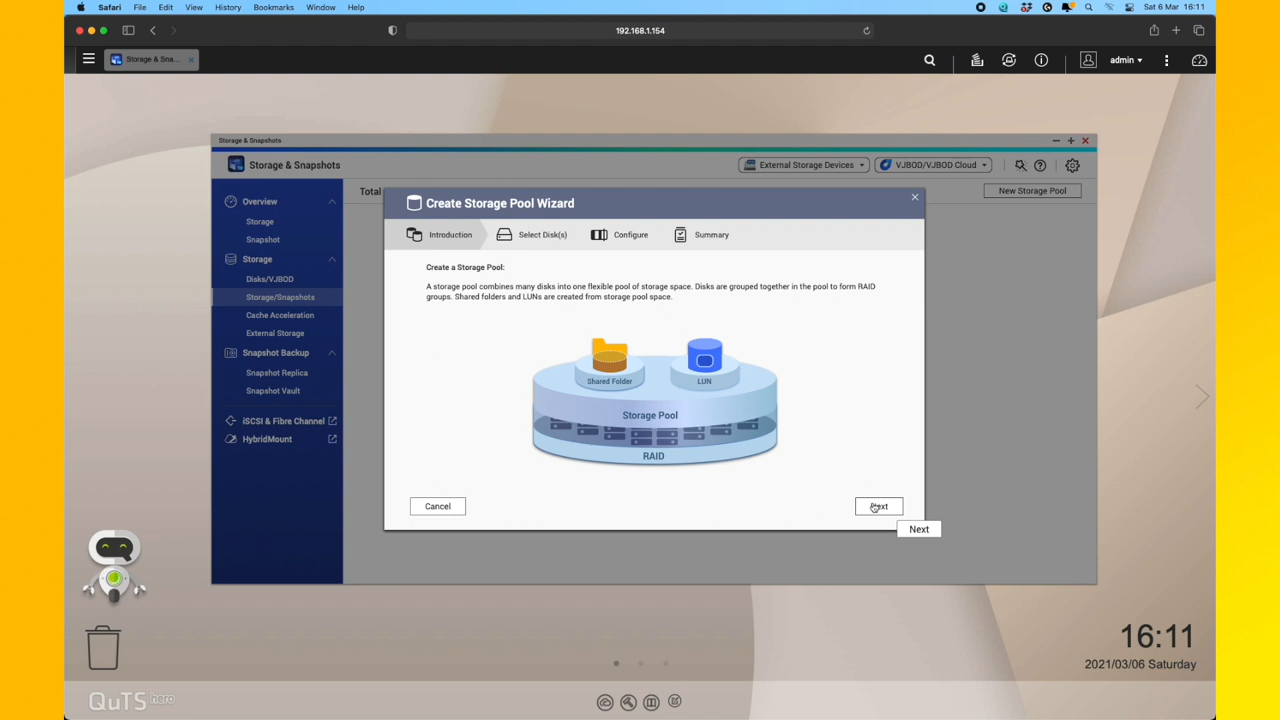 Safari File Edit View History Bookmarks Window Help
Sat 6 Mar 16:11
192.168.1.154
Storage & Sna...
admin
Storage & Snapshots
Storage & Snapshots
External Storage Devices
VJBOD/VJBOD Cloud
Overview
Storage
Snapshot
Storage
Disks/VJBOD
Storage/Snapshots
Cache Acceleration
External Storage
Snapshot Backup
Snapshot Replica
Snapshot Vault
iSCSI & Fibre Channel
HybridMount
Total
New Storage Pool
Create Storage Pool Wizard
Introduction
Select Disk(s)
Configure
Summary
Create a Storage Pool:
A storage pool combines many disks into one flexible pool of storage space. Disks are grouped together in the pool to form RAID
groups. Shared folders and LUNs are created from storage pool space.
Shared Folder
LUN
Storage Pool
RAID
Cancel
Next
Next
16:11
2021/03/06 Saturday
QuTS hero